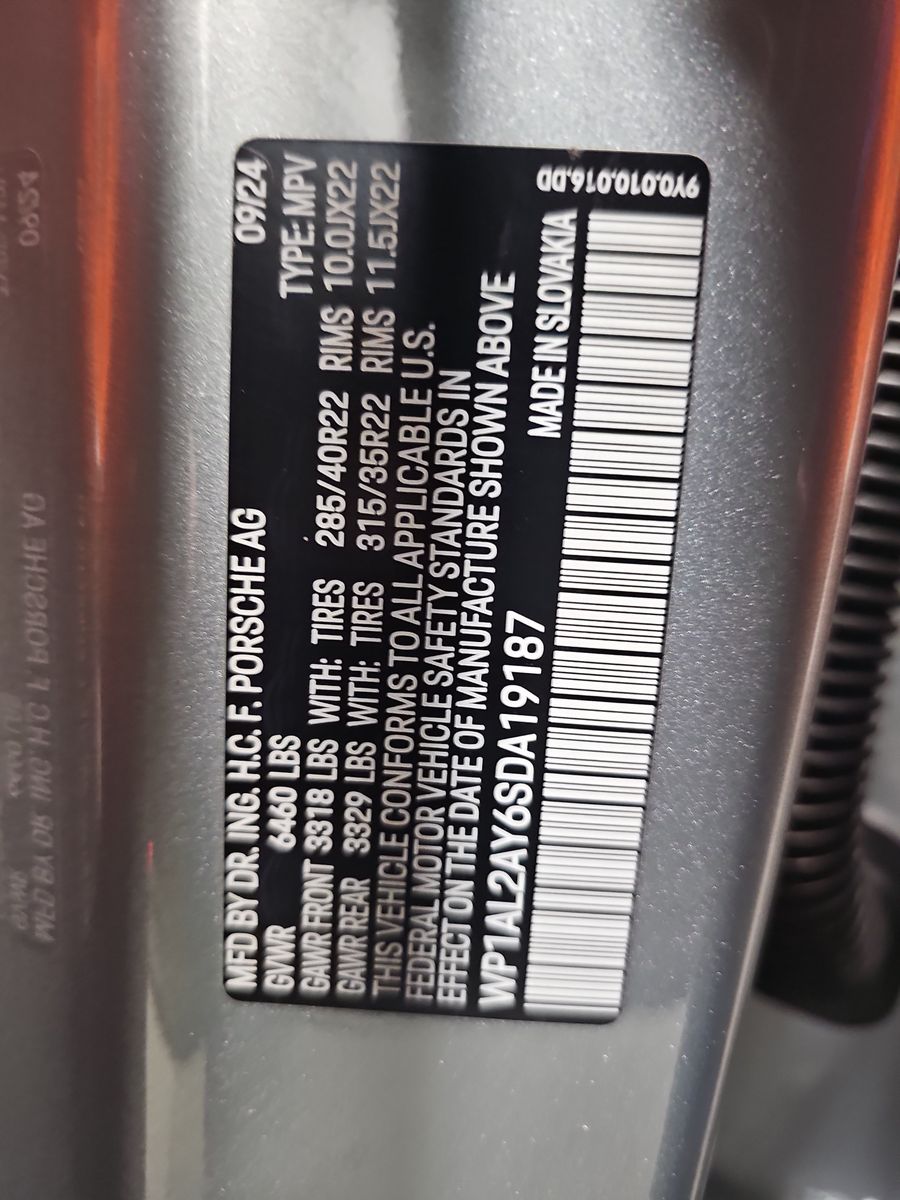 MFD BY DR. ING. H.C. F. PORSCHE AG 09/24
GVWR 6460 LBS TYPE: MPV
GAWR FRONT 3318 LBS WITH: TIRES 285/40R22 RIMS 10.0JX22
GAWR REAR 3329 LBS WITH: TIRES 315/35R22 RIMS 11.5JX22
THIS VEHICLE CONFORMS TO ALL APPLICABLE U.S.
FEDERAL MOTOR VEHICLE SAFETY STANDARDS IN
EFFECT ON THE DATE OF MANUFACTURE SHOWN ABOVE
WP1AL2AY6SDA19187 MADE IN SLOVAKIA
9Y0.010.016.DD